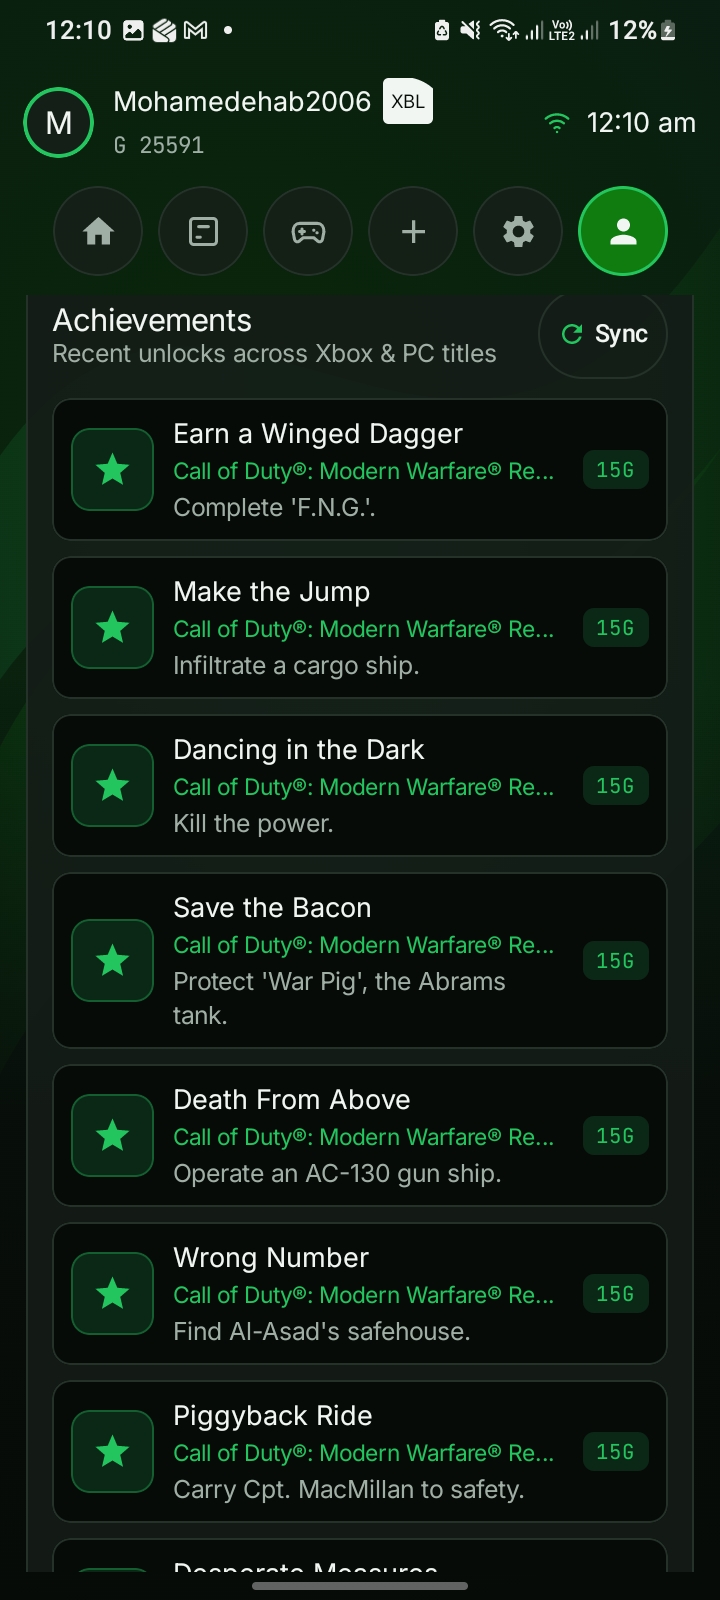 12:10
Vo))
LTE2
12%
M
Mohamedehab2006
XBL
G 25591
12:10 am
Achievements
Recent unlocks across Xbox & PC titles
Sync
Earn a Winged Dagger
Call of Duty®: Modern Warfare® Re...
Complete 'F.N.G.'.
15G
Make the Jump
Call of Duty®: Modern Warfare® Re...
Infiltrate a cargo ship.
15G
Dancing in the Dark
Call of Duty®: Modern Warfare® Re...
Kill the power.
15G
Save the Bacon
Call of Duty®: Modern Warfare® Re...
Protect 'War Pig', the Abrams
tank.
15G
Death From Above
Call of Duty®: Modern Warfare® Re...
Operate an AC-130 gun ship.
15G
Wrong Number
Call of Duty®: Modern Warfare® Re...
Find Al-Asad's safehouse.
15G
Piggyback Ride
Call of Duty®: Modern Warfare® Re...
Carry Cpt. MacMillan to safety.
15G
Desperate Measures